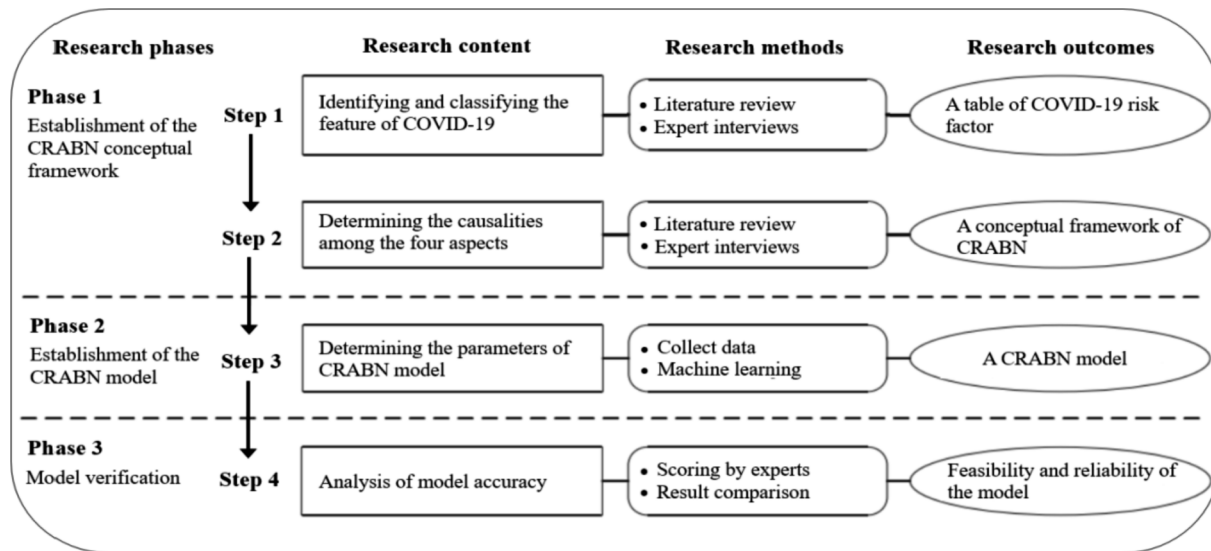 Research phases
Research content
Research methods
Research outcomes
Phase 1
Establishment of the
CRABN conceptual
framework
Step 1
Identifying and classifying the
feature of COVID-19
• Literature review
• Expert interviews
A table of COVID-19 risk
factor
Step 2
Determining the causalities
among the four aspects
• Literature review
• Expert interviews
A conceptual framework of
CRABN
Phase 2
Establishment of the
CRABN model
Step 3
Determining the parameters of
CRABN model
• Collect data
• Machine learning
A CRABN model
Phase 3
Model verification
Step 4
Analysis of model accuracy
• Scoring by experts
• Result comparison
Feasibility and reliability of
the model